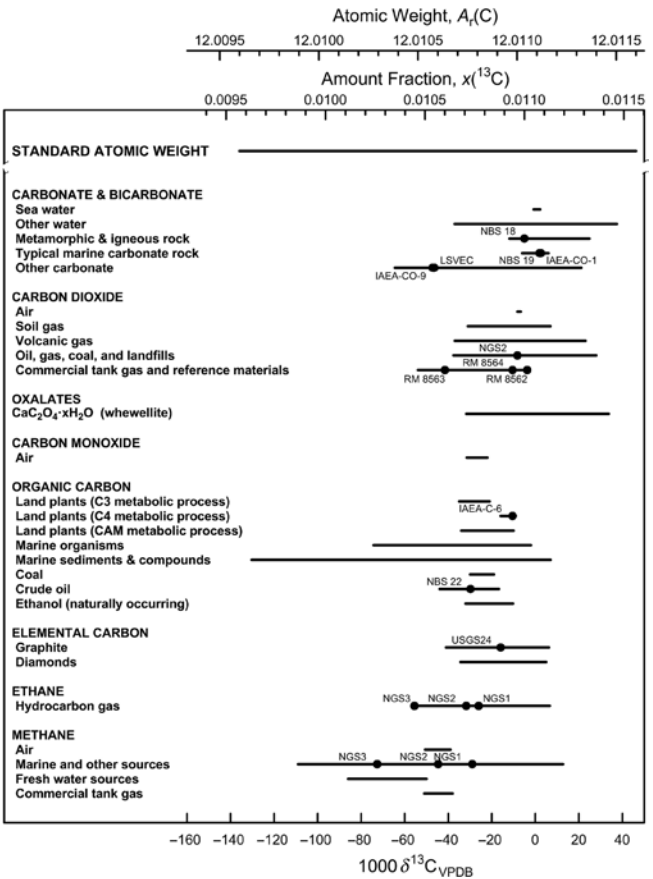 Atomic Weight, Aᵣ(C)
12.0095 12.0100 12.0105 12.0110 12.0115
Amount Fraction, x(¹³C)
0.0095 0.0100 0.0105 0.0110 0.0115
STANDARD ATOMIC WEIGHT
CARBONATE & BICARBONATE
Sea water
Other water
NBS 18
Metamorphic & igneous rock
Typical marine carbonate rock
LSVEC NBS 19 IAEA-CO-1
Other carbonate
IAEA-CO-9
CARBON DIOXIDE
Air
Soil gas
Volcanic gas
NGS2
Oil, gas, coal, and landfills
RM 8564
Commercial tank gas and reference materials
RM 8563 RM 8562
OXALATES
CaC₂O₄·xH₂O (whewellite)
CARBON MONOXIDE
Air
ORGANIC CARBON
Land plants (C3 metabolic process)
IAEA-C-6
Land plants (C4 metabolic process)
Land plants (CAM metabolic process)
Marine organisms
Marine sediments & compounds
Coal
NBS 22
Crude oil
Ethanol (naturally occurring)
ELEMENTAL CARBON
USGS24
Graphite
Diamonds
ETHANE
NGS3 NGS2 NGS1
Hydrocarbon gas
METHANE
Air
NGS3 NGS2 NGS1
Marine and other sources
Fresh water sources
Commercial tank gas
−160 −140 −120 −100 −80 −60 −40 −20 0 20 40
1000 δ¹³C_VPDB